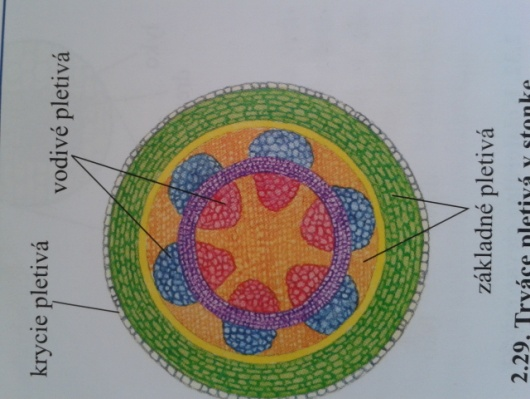 krycie pletivá
vodivé pletivá
základné pletivá
2.29. Trváce pletivá v stonke